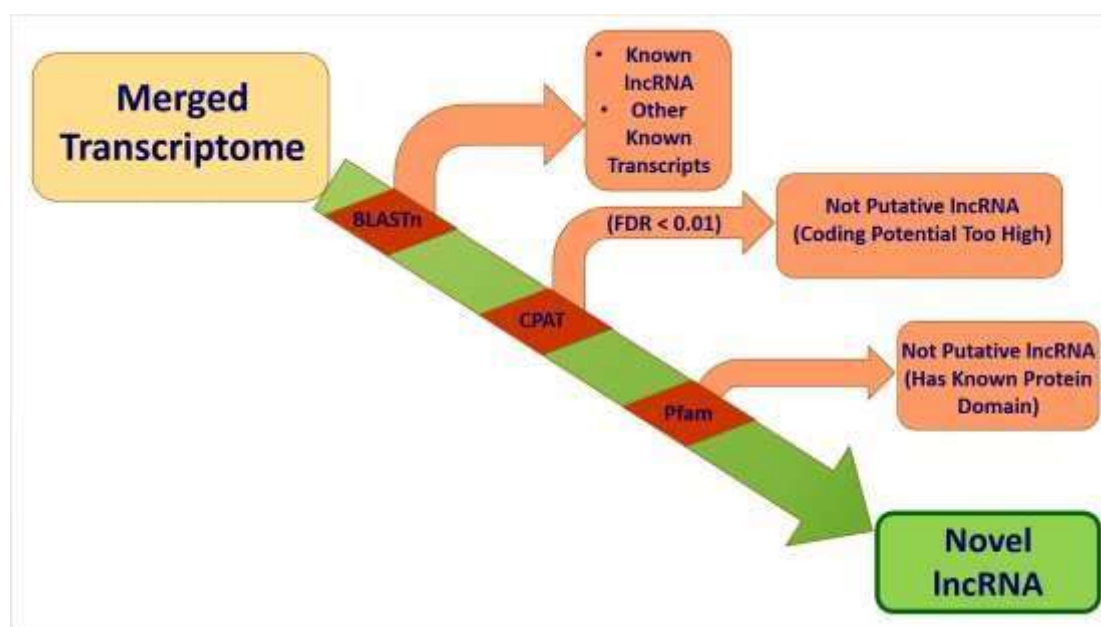 Merged
Transcriptome
• Known
lncRNA
• Other
Known
Transcripts
BLASTn
(FDR < 0.01)
Not Putative lncRNA
(Coding Potential Too High)
CPAT
Not Putative lncRNA
(Has Known Protein
Domain)
Pfam
Novel
lncRNA